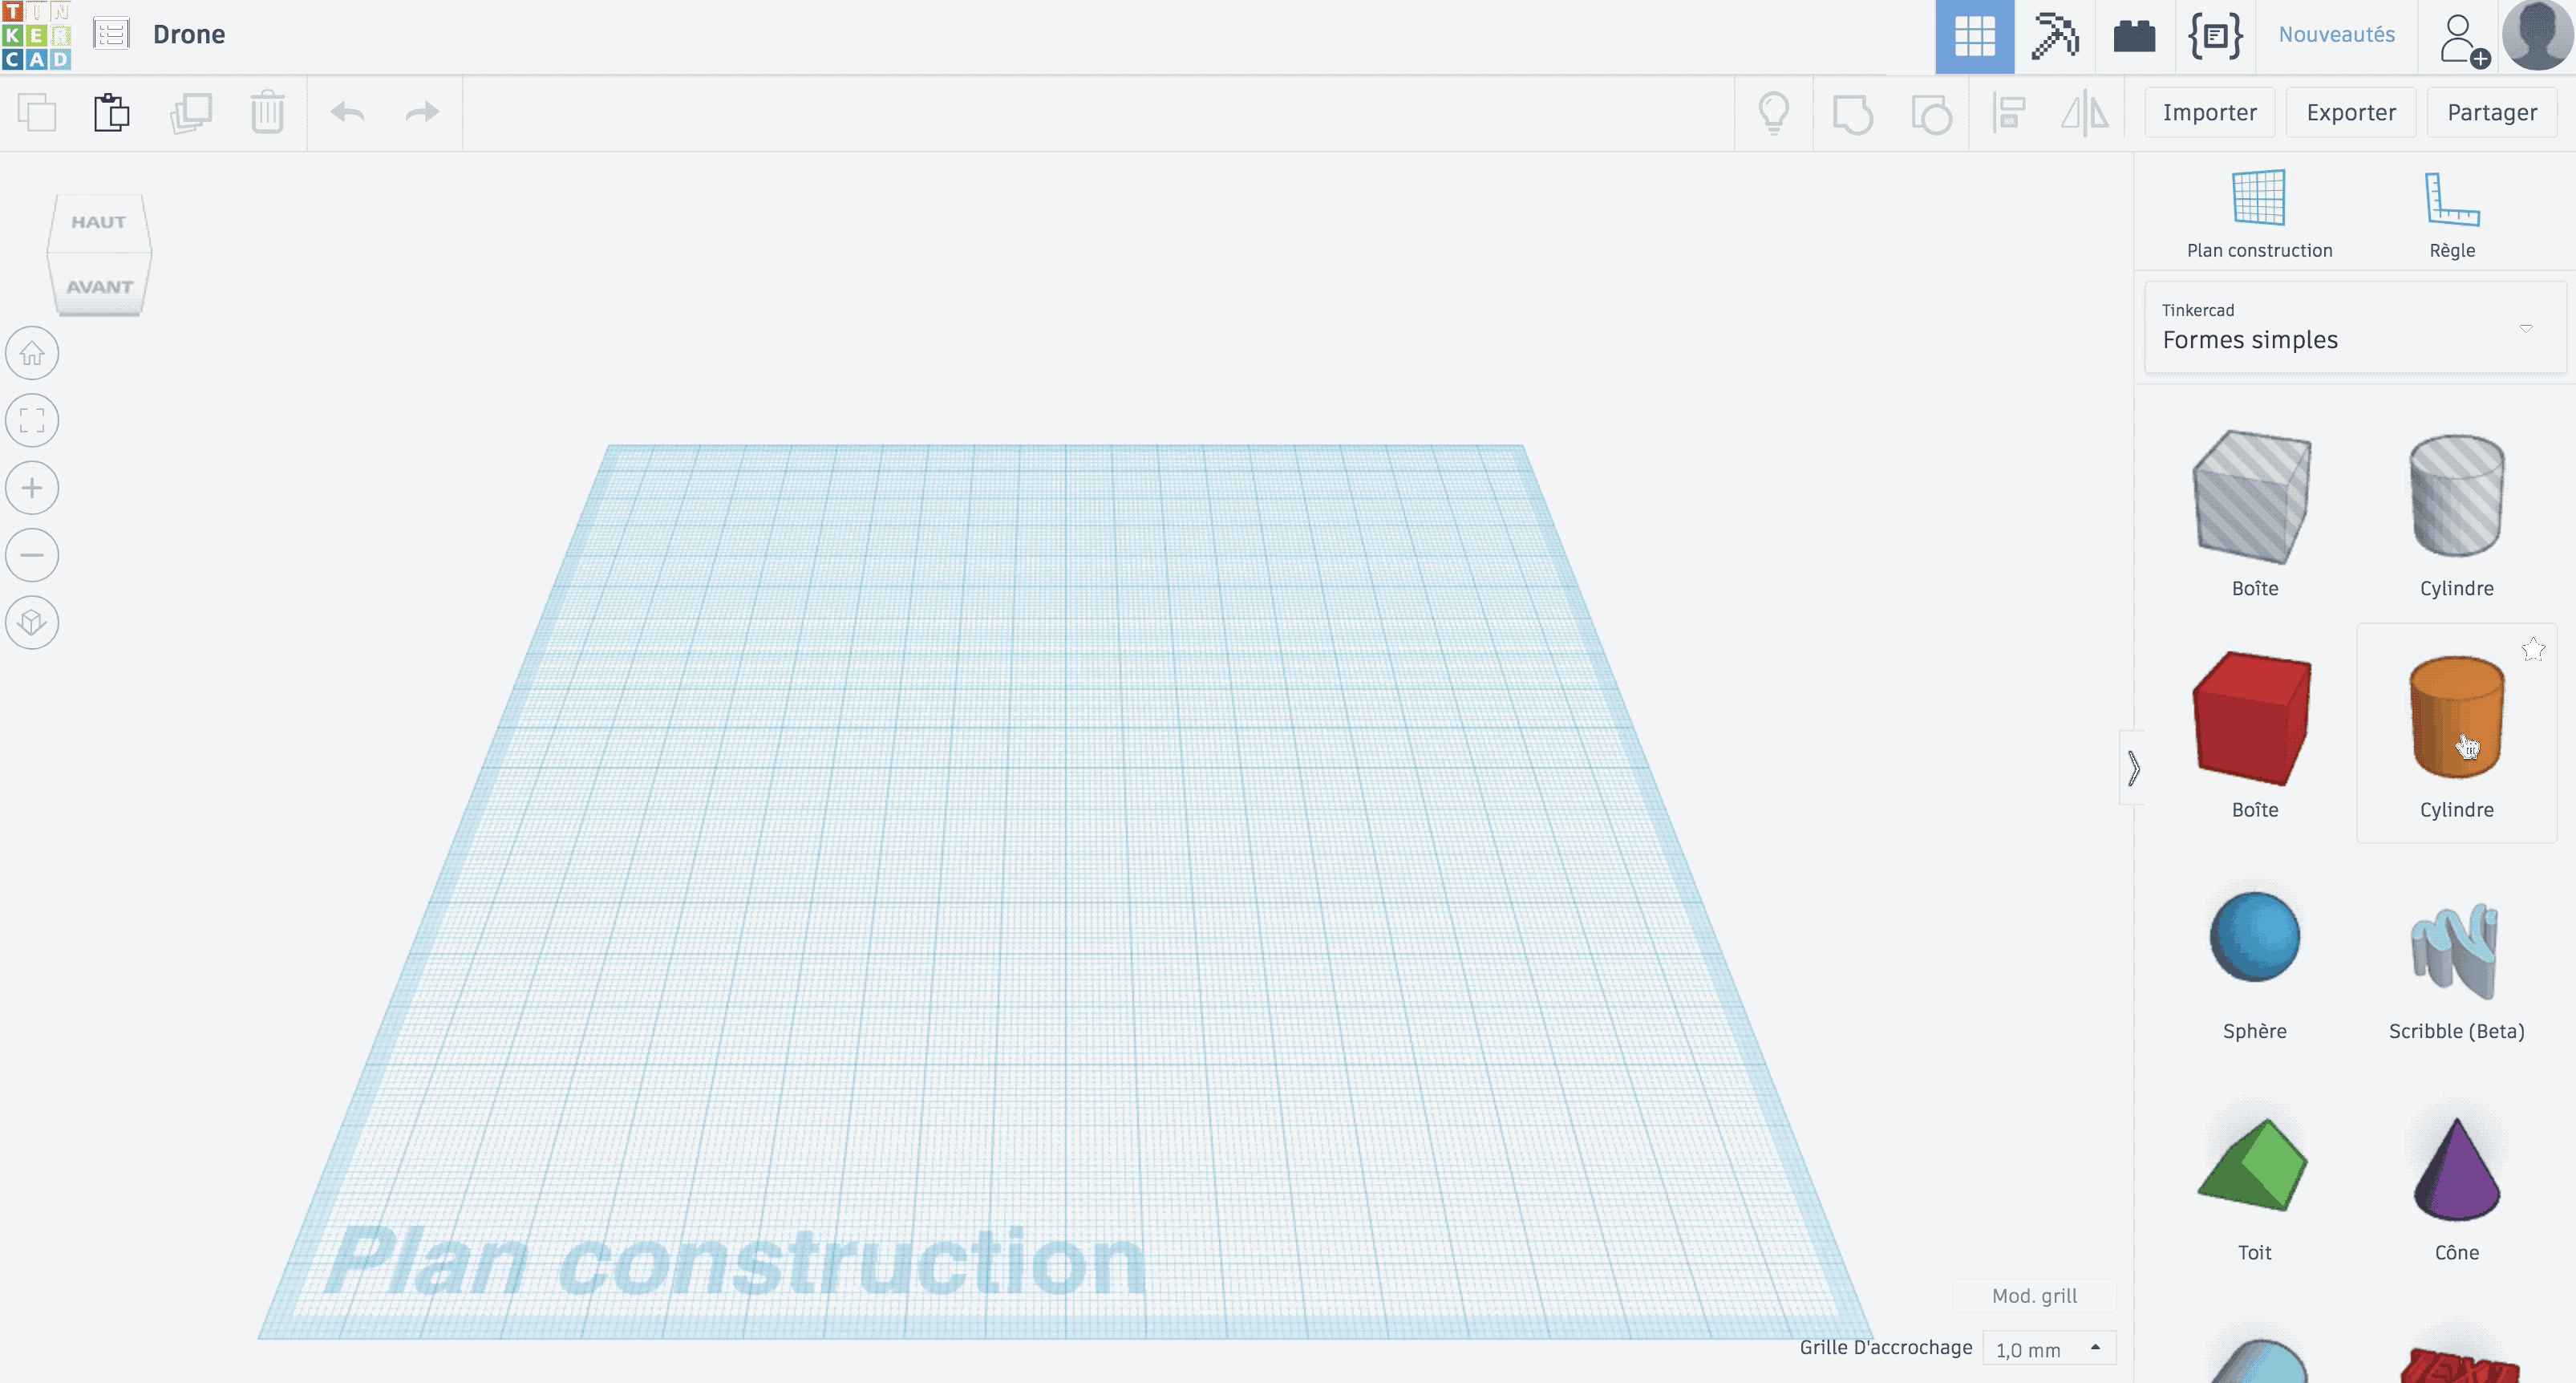 TIN
KER
CAD
Drone
Nouveautés
Importer
Exporter
Partager
HAUT
AVANT
Plan construction
Règle
Tinkercad
Formes simples
Boîte
Cylindre
Boîte
Cylindre
Sphère
Scribble (Beta)
Toit
Cône
Plan construction
Mod. grill
Grille D'accrochage
1,0 mm
TEXT